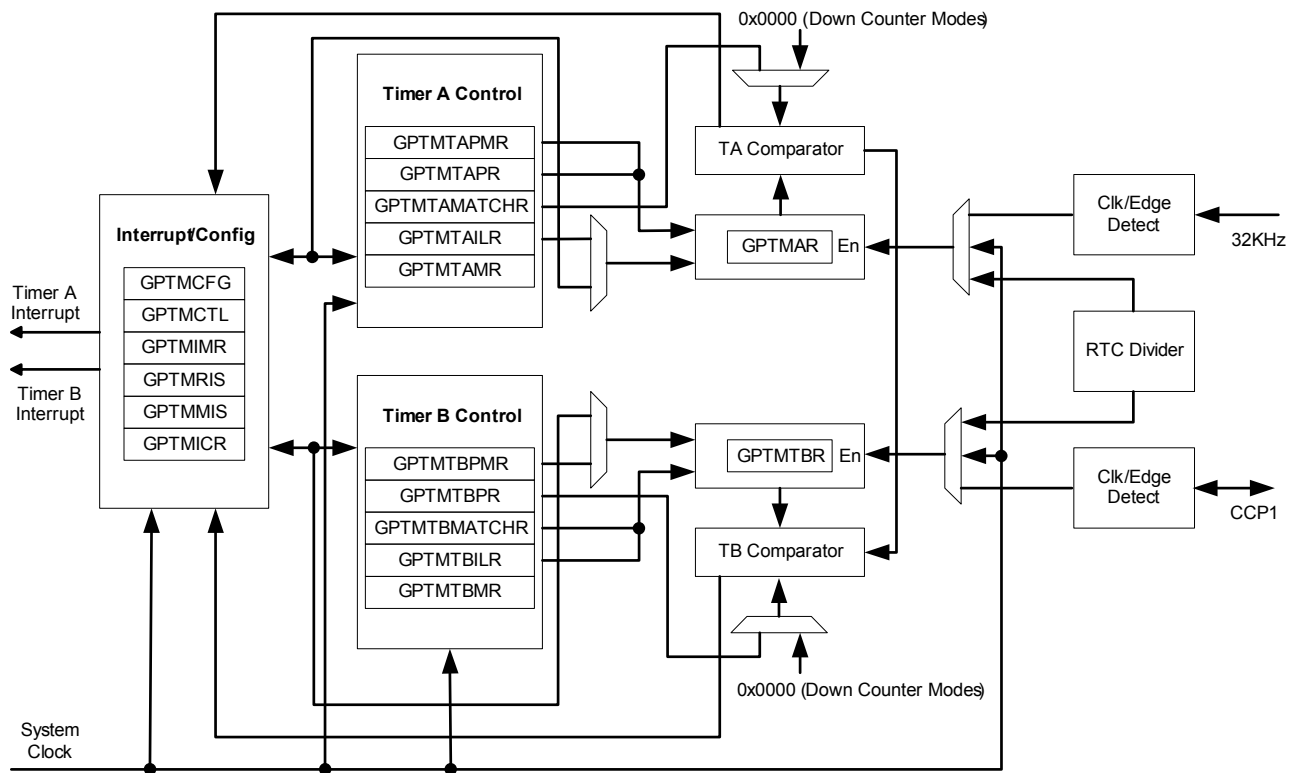 0x0000 (Down Counter Modes)
Timer A Control
GPTMTAPMR
GPTMTAPR
GPTMTAMATCHR
GPTMTAILR
GPTMTAMR
TA Comparator
GPTMAR
En
Clk/Edge
Detect
32KHz
Interrupt/Config
GPTMCFG
GPTMCTL
GPTMIMR
GPTMRIS
GPTMMIS
GPTMICR
Timer A
Interrupt
Timer B
Interrupt
RTC Divider
Timer B Control
GPTMTBPMR
GPTMTBPR
GPTMTBMATCHR
GPTMTBILR
GPTMTBMR
GPTMTBR
En
TB Comparator
Clk/Edge
Detect
CCP1
0x0000 (Down Counter Modes)
System
Clock